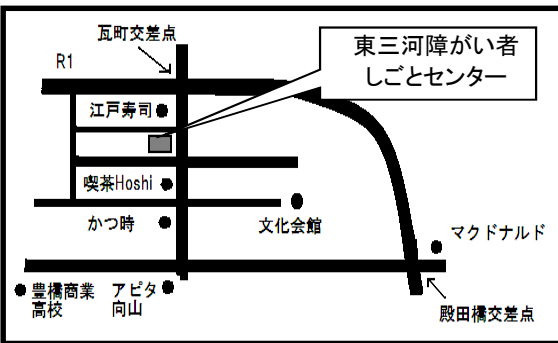 瓦町交差点
R1
東三河障がい者
しごとセンター
江戸寿司
喫茶Hoshi
かつ時
文化会館
マクドナルド
豊橋商業
高校
アピタ
向山
殿田橋交差点